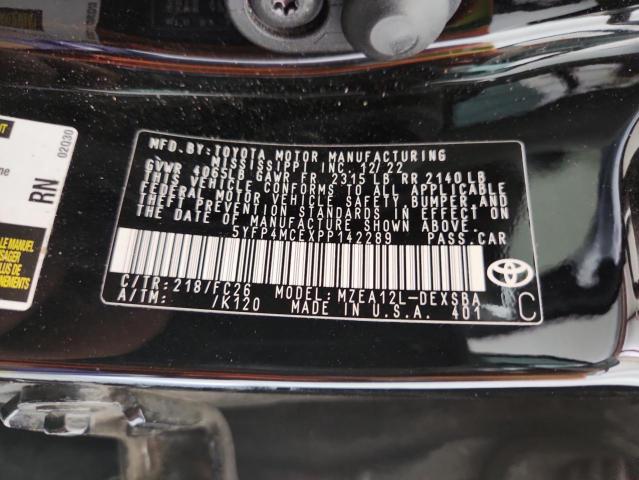 MFD.BY:TOYOTA MOTOR MANUFACTURING
MISSISSIPPI, INC. 12/22
GVWR 4065LB GAWR FR 2315 LB RR 2140 LB
THIS VEHICLE CONFORMS TO ALL APPLICABLE
FEDERAL MOTOR VEHICLE SAFETY, BUMPER, AND
THEFT PREVENTION STANDARDS IN EFFECT ON THE
DATE OF MANUFACTURE SHOWN ABOVE.
5YFP4MCEXPP142289 PASS.CAR
C/TR: 218/FC26 MODEL: MZEA12L-DEXSBA
A/TM: /K120 MADE IN U.S.A. 401
C
02030
RN
LE MANUEL